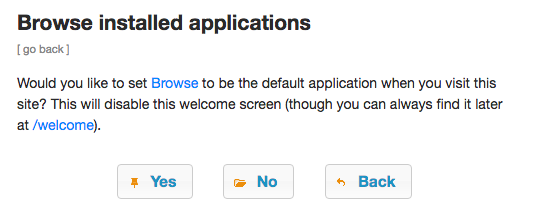 Browse installed applications
[ go back ]
Would you like to set Browse to be the default application when you visit this
site? This will disable this welcome screen (though you can always find it later
at /welcome).
Yes No Back